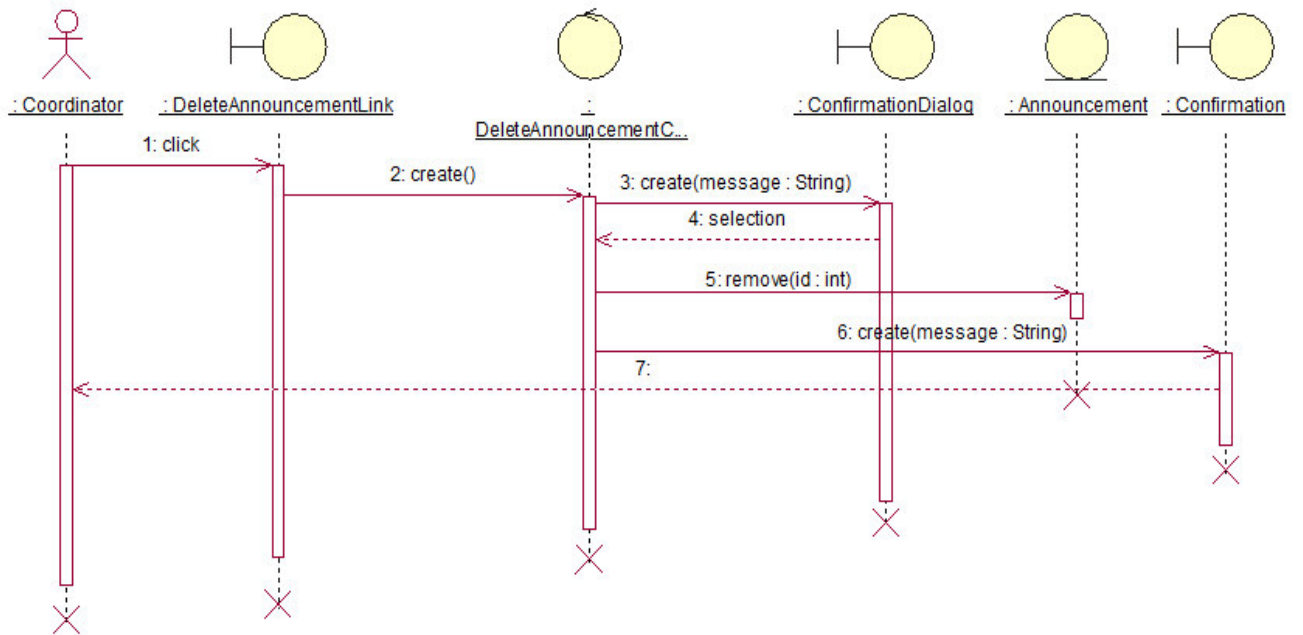 : Coordinator
: DeleteAnnouncementLink
:
DeleteAnnouncementC...
: ConfirmationDialog
: Announcement
: Confirmation
1: click
2: create()
3: create(message : String)
4: selection
5: remove(id : int)
6: create(message : String)
7: